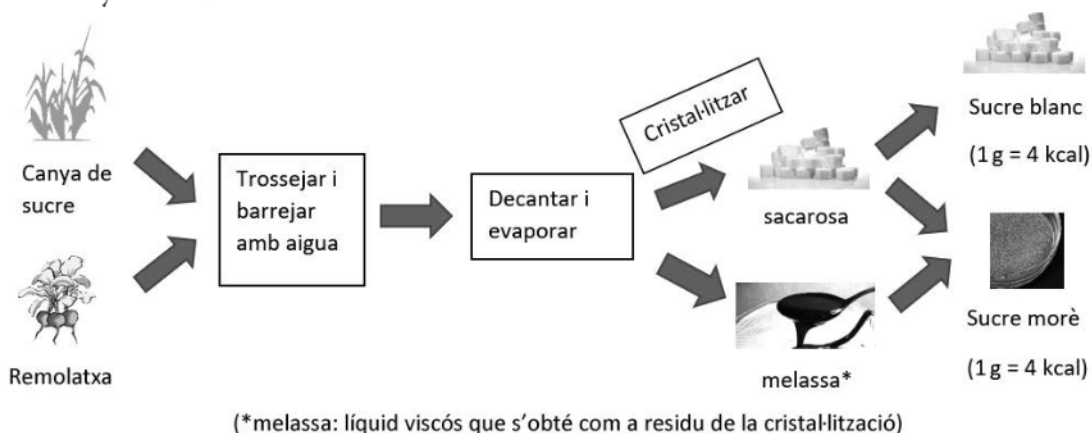 Canya de
sucre
Remolatxa
Trossejar i
barrejar
amb aigua
Decantar i
evaporar
Cristal·litzar
sacarosa
melassa*
Sucre blanc
(1 g = 4 kcal)
Sucre morè
(1 g = 4 kcal)
(*melassa: líquid viscós que s'obté com a residu de la cristal·lització)